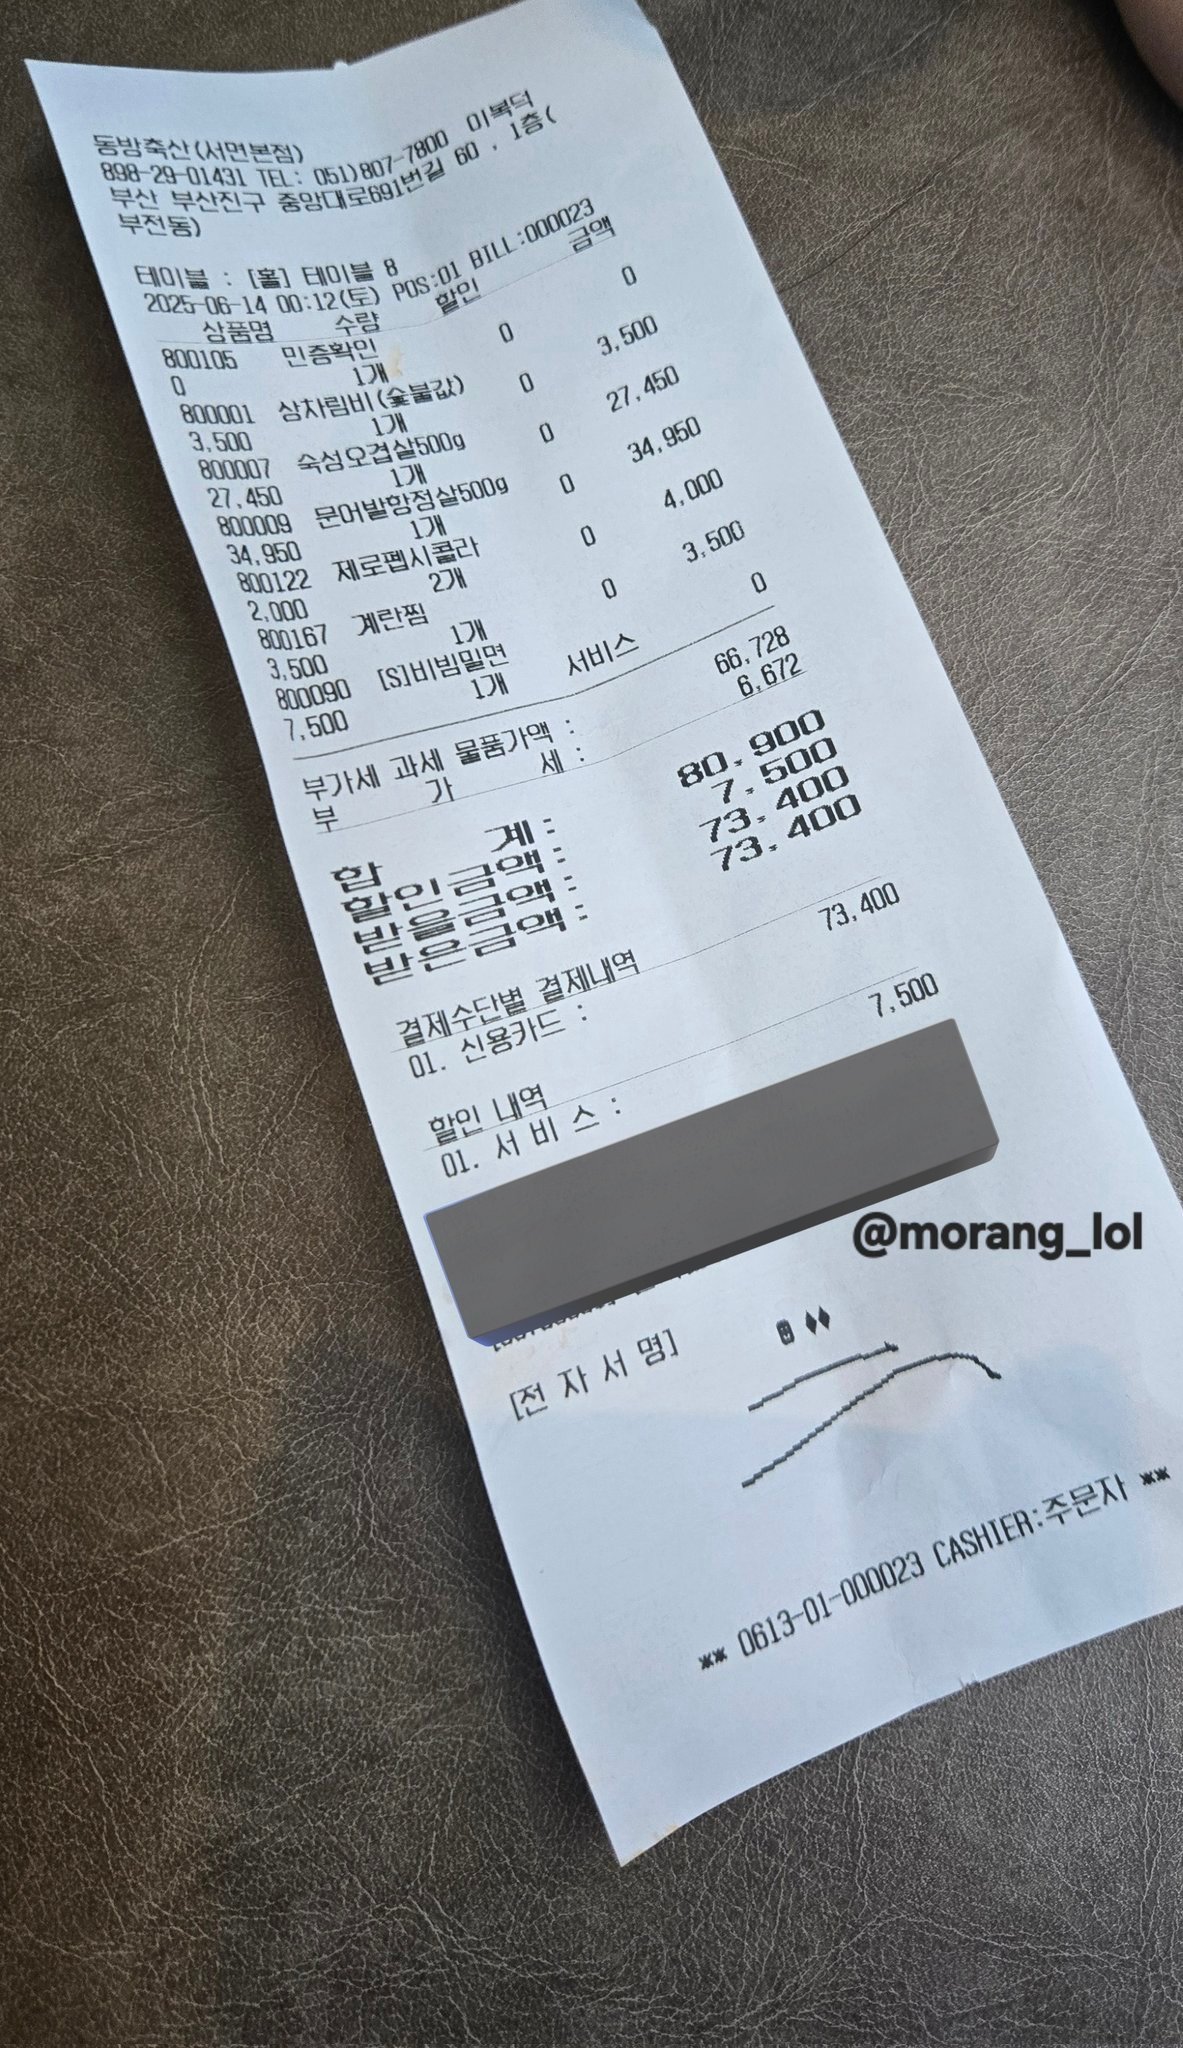 동방축산(서면본점)
898-29-01431 TEL: 051)807-7800 이복덕
부산 부산진구 중앙대로691번길 60 , 1층(
부전동)
테이블 : [홀] 테이블 8
2025-06-14 00:12(토) POS:01 BILL:000023
상품명 수량 할인 금액
800105 민증확인
0 1개 0 0
800001 상차림비(숯불값)
3,500 1개 0 3,500
800007 숙성오겹살500g
27,450 1개 0 27,450
800009 문어발항정살500g
34,950 1개 0 34,950
800122 제로펩시콜라
2,000 2개 0 4,000
800167 계란찜
3,500 1개 0 3,500
800090 [S]비빔밀면
7,500 1개 서비스 0
부가세 과세 물품가액 : 66,728
부 가 세 : 6,672
합 계 : 80,900
할인금액 : 7,500
받을금액 : 73,400
받은금액 : 73,400
결제수단별 결제내역
01. 신용카드 : 73,400
할인 내역
01. 서 비 스 : 7,500
@morang_lol
[전 자 서 명]
** 0613-01-000023 CASHIER:주문자 **